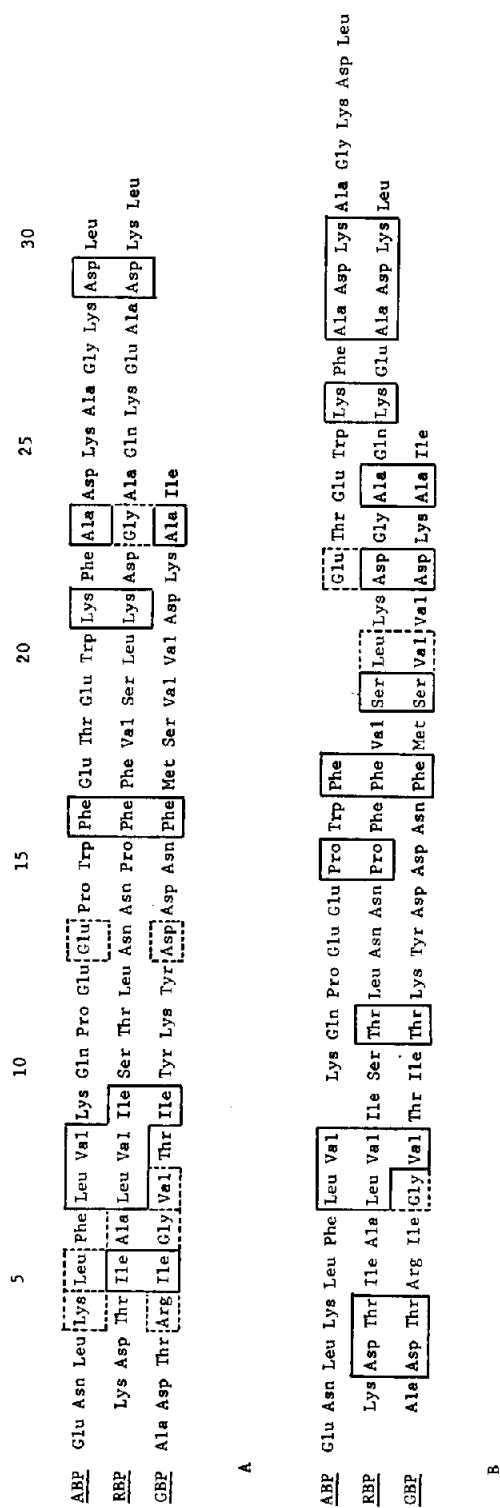 5 10 15 20 25 30
ABP Glu Asn Leu Lys Leu Phe Leu Val Lys Gln Pro Glu Glu Pro Trp Phe Glu Thr Glu Trp Lys Phe Ala Asp Lys Ala Gly Lys Asp Leu
RBP Lys Asp Thr Ile Ala Leu Val Ile Ser Thr Leu Asn Asn Pro Phe Phe Val Ser Leu Lys Asp Gly Ala Gln Lys Glu Ala Asp Lys Leu
GBP Ala Asp Thr Arg Ile Gly Val Thr Ile Tyr Lys Tyr Asp Asp Asn Phe Met Ser Val Val Asp Lys Ala Ile
A
ABP Glu Asn Leu Lys Leu Phe Leu Val Lys Gln Pro Glu Glu Pro Trp Phe Glu Thr Glu Trp Lys Phe Ala Asp Lys Ala Gly Lys Asp Leu
RBP Lys Asp Thr Ile Ala Leu Val Ile Ser Thr Leu Asn Asn Pro Phe Phe Val Ser Leu Lys Asp Gly Ala Gln Lys Glu Ala Asp Lys Leu
GBP Ala Asp Thr Arg Ile Gly Val Thr Ile Thr Lys Tyr Asp Asp Asn Phe Met Ser Val Val Asp Lys Ala Ile
B